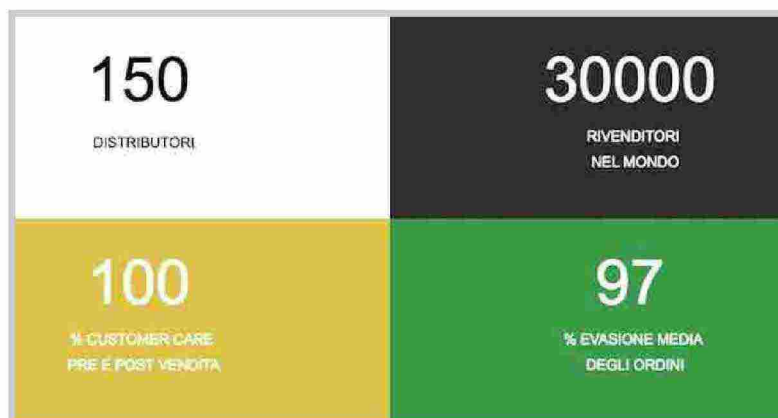 150
DISTRIBUTORI
30000
RIVENDITORI
NEL MONDO
100
% CUSTOMER CARE
PRE E POST VENDITA
97
% EVASIONE MEDIA
DEGLI ORDINI